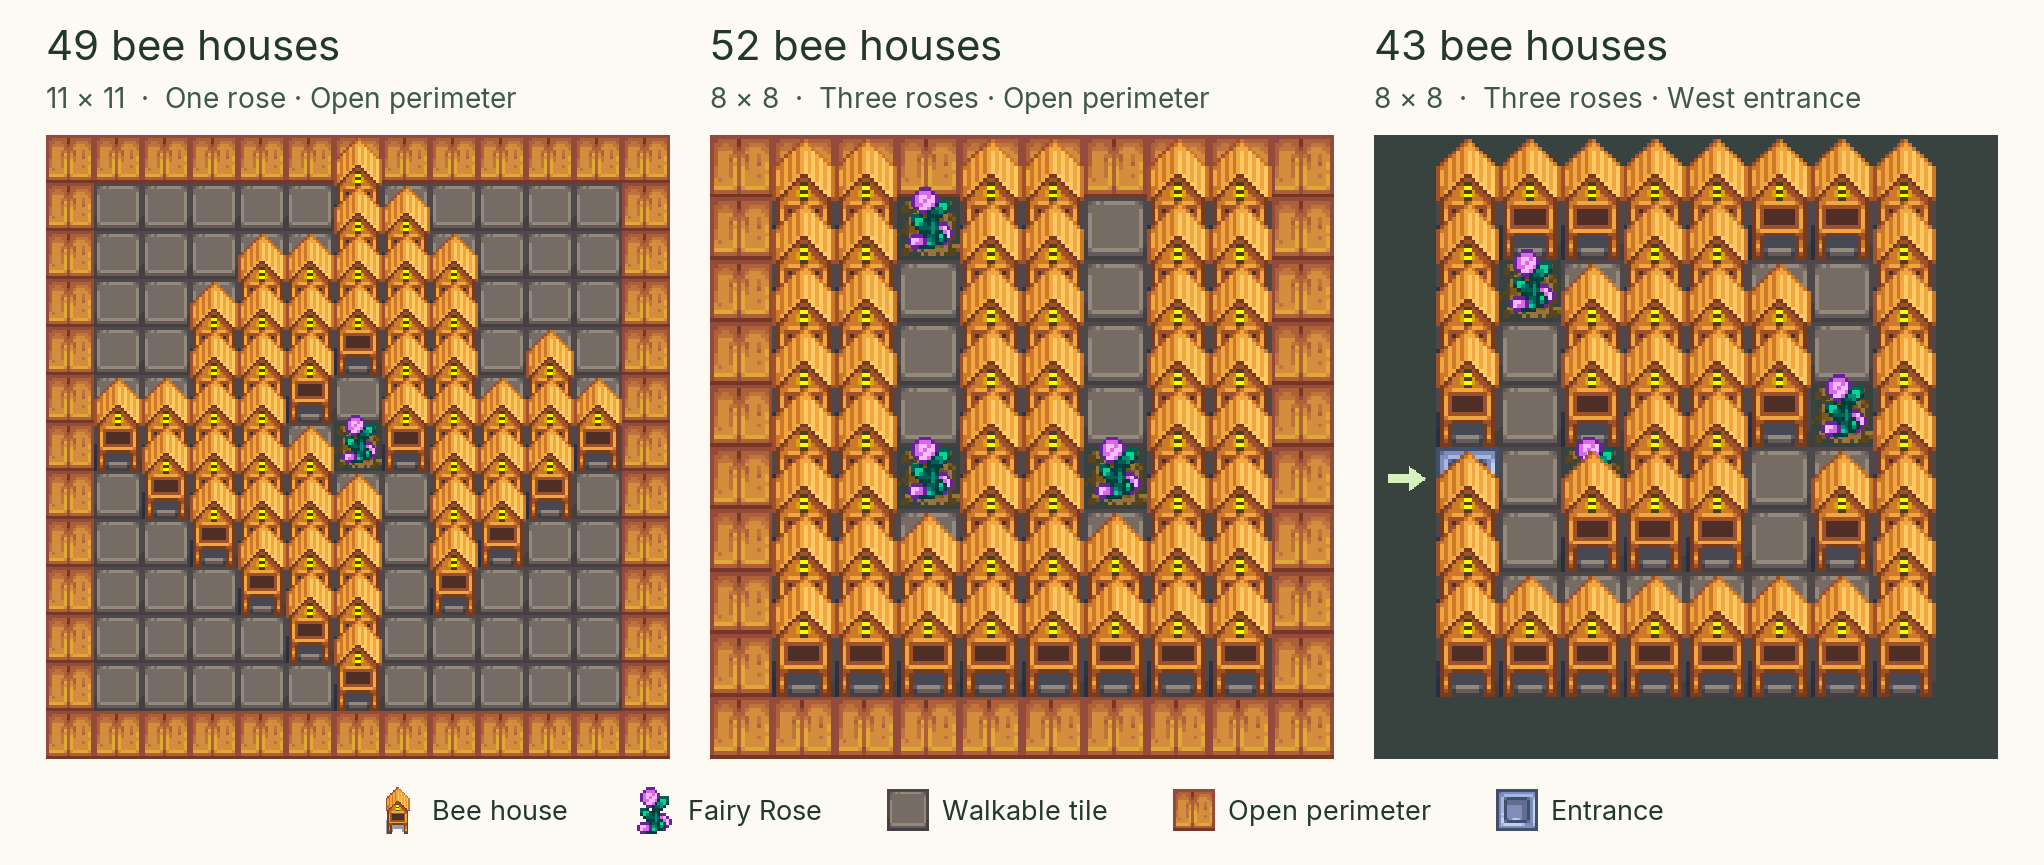 49 bee houses
11 × 11 · One rose · Open perimeter
52 bee houses
8 × 8 · Three roses · Open perimeter
43 bee houses
8 × 8 · Three roses · West entrance
Bee house
Fairy Rose
Walkable tile
Open perimeter
Entrance